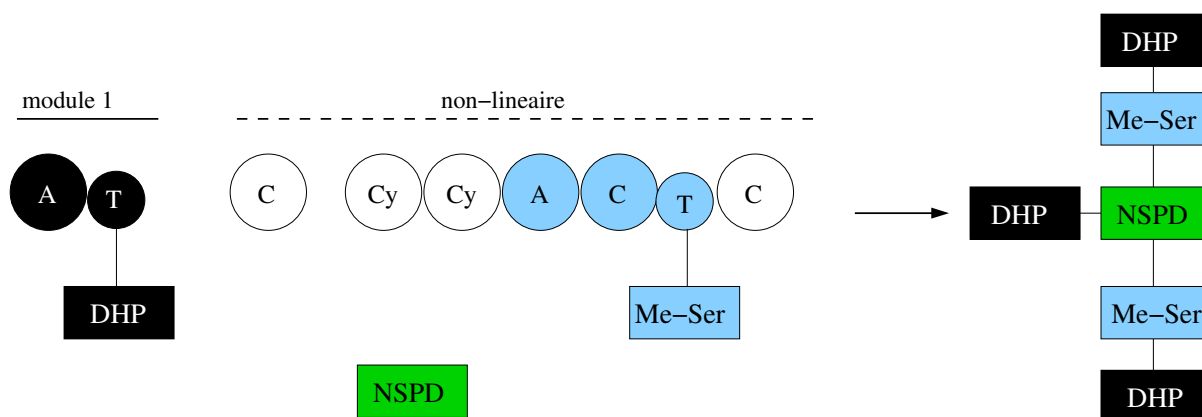 module 1
non−lineaire
A
T
C
Cy
Cy
A
C
T
C
DHP
Me−Ser
NSPD
DHP
Me−Ser
DHP
NSPD
Me−Ser
DHP